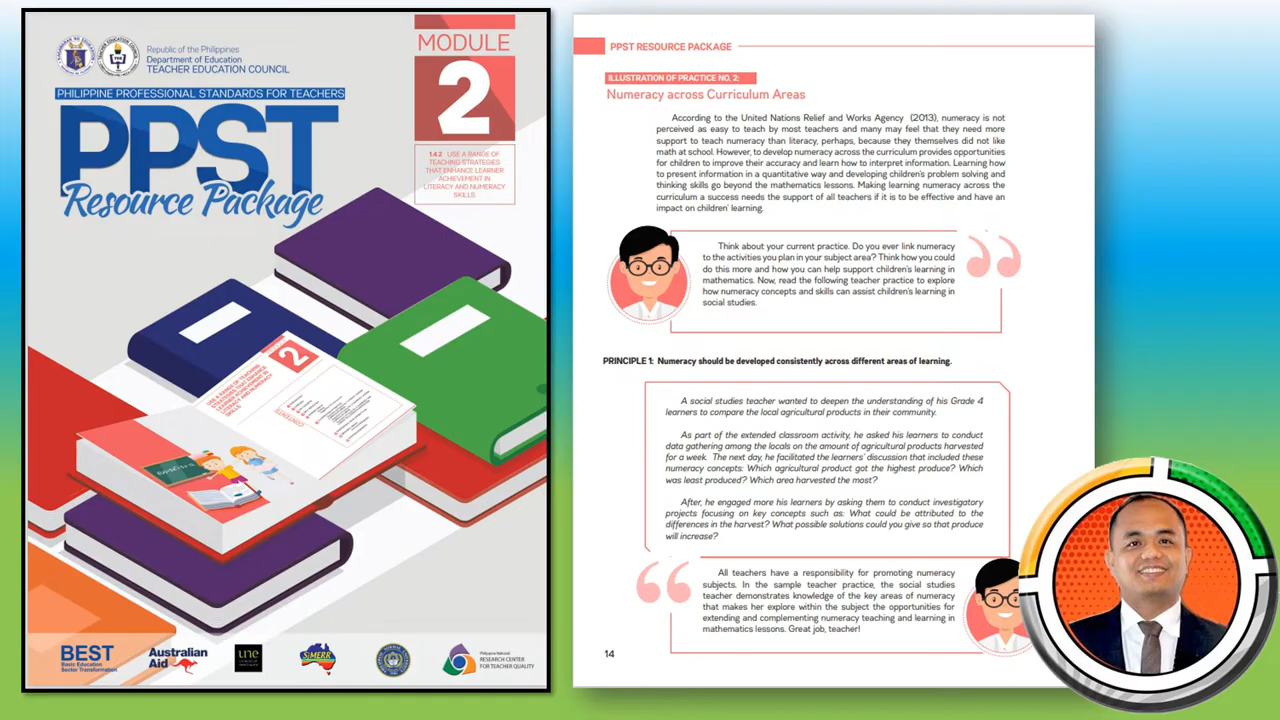 Republic of the Philippines
Department of Education
TEACHER EDUCATION COUNCIL
PHILIPPINE PROFESSIONAL STANDARDS FOR TEACHERS
PPST
Resource Package
MODULE
2
1.4.2 USE A RANGE OF
TEACHING STRATEGIES
THAT ENHANCE LEARNER
ACHIEVEMENT IN
LITERACY AND NUMERACY
SKILLS
2
USE A RANGE OF TEACHING
STRATEGIES THAT ENHANCE
LEARNER ACHIEVEMENT IN
LITERACY AND NUMERACY
SKILLS
CONTENTS
BEST
Basic Education
Sector Transformation
Australian
Aid
une
SiMERR
Philippine National
RESEARCH CENTER
FOR TEACHER QUALITY
PPST RESOURCE PACKAGE
ILLUSTRATION OF PRACTICE NO. 2:
Numeracy across Curriculum Areas
According to the United Nations Relief and Works Agency (2013), numeracy is not
perceived as easy to teach by most teachers and many may feel that they need more
support to teach numeracy than literacy, perhaps, because they themselves did not like
math at school. However, to develop numeracy across the curriculum provides opportunities
for children to improve their accuracy and learn how to interpret information. Learning how
to present information in a quantitative way and developing children's problem solving and
thinking skills go beyond the mathematics lessons. Making learning numeracy across the
curriculum a success needs the support of all teachers if it is to be effective and have an
impact on children' learning.
Think about your current practice. Do you ever link numeracy
to the activities you plan in your subject area? Think how you could
do this more and how you can help support children's learning in
mathematics. Now, read the following teacher practice to explore
how numeracy concepts and skills can assist children's learning in
social studies.
PRINCIPLE 1: Numeracy should be developed consistently across different areas of learning.
A social studies teacher wanted to deepen the understanding of his Grade 4
learners to compare the local agricultural products in their community.
As part of the extended classroom activity, he asked his learners to conduct
data gathering among the locals on the amount of agricultural products harvested
for a week. The next day, he facilitated the learners' discussion that included these
numeracy concepts: Which agricultural product got the highest produce? Which
was least produced? Which area harvested the most?
After, he engaged more his learners by asking them to conduct investigatory
projects focusing on key concepts such as: What could be attributed to the
differences in the harvest? What possible solutions could you give so that produce
will increase?
All teachers have a responsibility for promoting numeracy
subjects. In the sample teacher practice, the social studies
teacher demonstrates knowledge of the key areas of numeracy
that makes her explore within the subject the opportunities for
extending and complementing numeracy teaching and learning in
mathematics lessons. Great job, teacher!
14